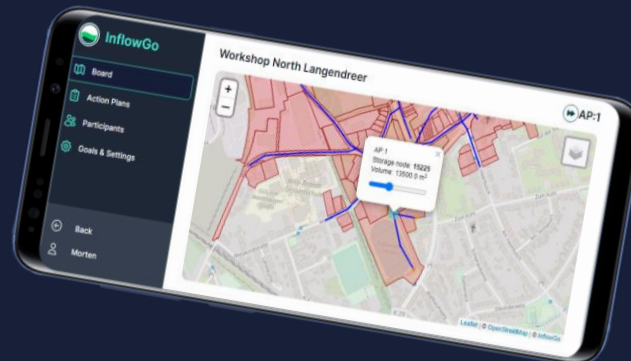 InflowGo
Board
Action Plans
Participants
Goals & Settings
Back
Morten
Workshop North Langendreer
AP:1
+
−
AP:1
Storage node: 15225
Volume: 13500.0 m²
Leaflet | © OpenStreetMap | © InflowGo